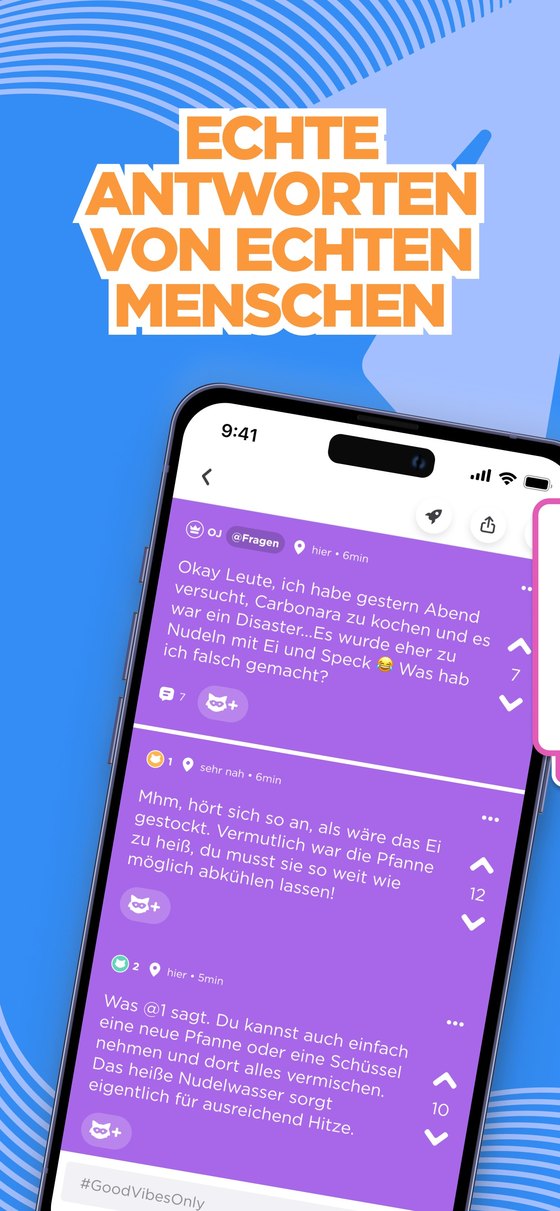 ECHTE
ANTWORTEN
VON ECHTEN
MENSCHEN
9:41
OJ @Fragen hier • 6min
Okay Leute, ich habe gestern Abend
versucht, Carbonara zu kochen und es
war ein Disaster...Es wurde eher zu
Nudeln mit Ei und Speck 😂 Was hab
ich falsch gemacht?
7
7
+
1 sehr nah • 6min
Mhm, hört sich so an, als wäre das Ei
gestockt. Vermutlich war die Pfanne
zu heiß, du musst sie so weit wie
möglich abkühlen lassen!
12
+
2 hier • 5min
Was @1 sagt. Du kannst auch einfach
eine neue Pfanne oder eine Schüssel
nehmen und dort alles vermischen.
Das heiße Nudelwasser sorgt
eigentlich für ausreichend Hitze.
10
+
#GoodVibesOnly